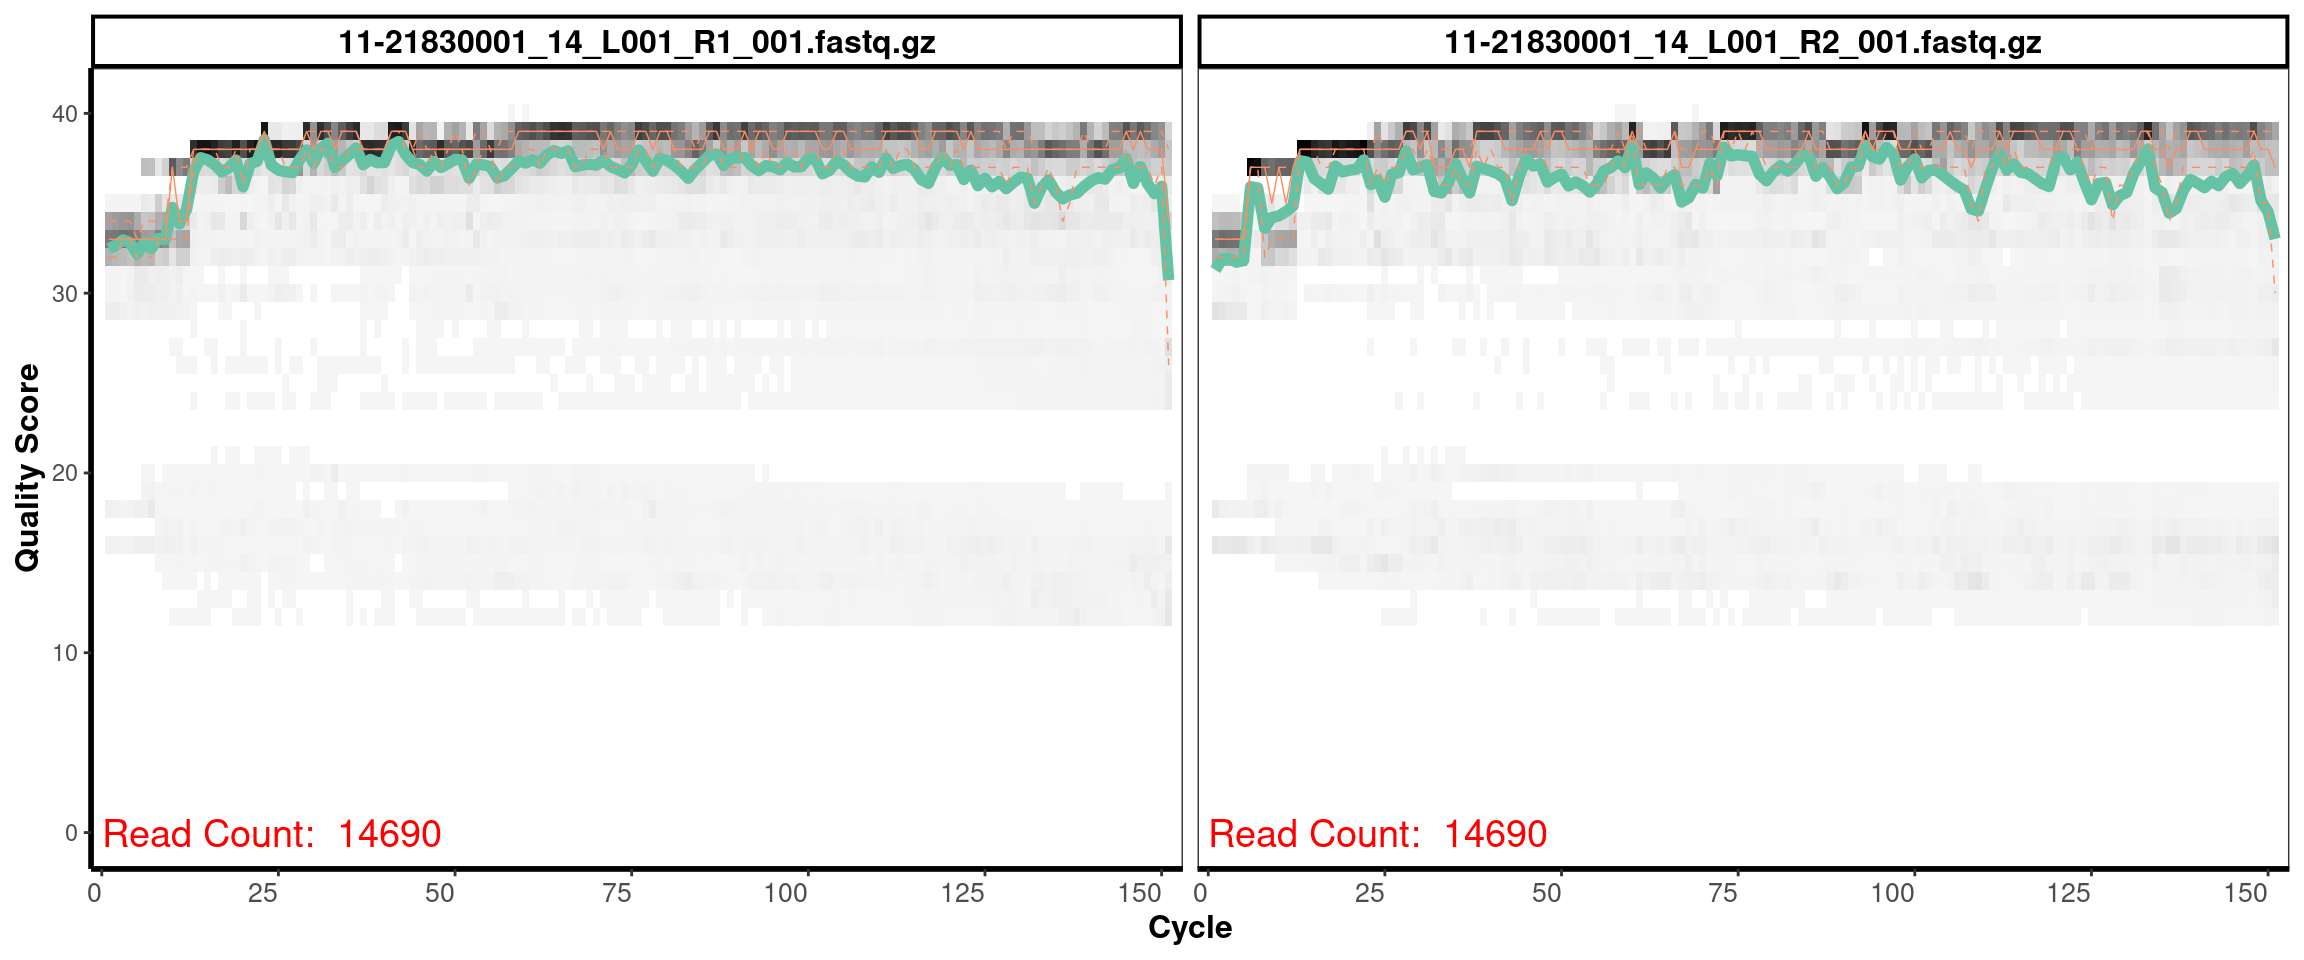 11-21830001_14_L001_R1_001.fastq.gz
11-21830001_14_L001_R2_001.fastq.gz
40
30
20
10
0
Quality Score
Read Count: 14690
Read Count: 14690
0 25 50 75 100 125 150
0 25 50 75 100 125 150
Cycle